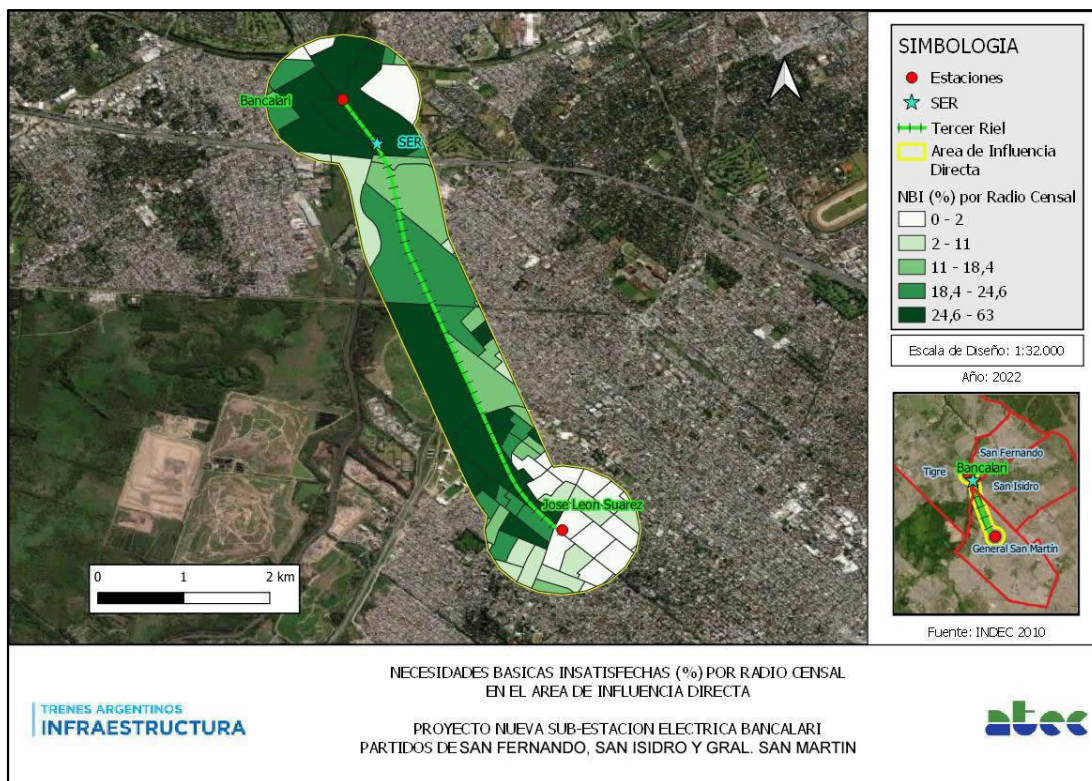 Bancalari
SER
Jose Leon Suarez
0 1 2 km
SIMBOLOGIA
Estaciones
SER
Tercer Riel
Area de Influencia
Directa
NBI (%) por Radio Censal
0 - 2
2 - 11
11 - 18,4
18,4 - 24,6
24,6 - 63
Escala de Diseño: 1:32.000
Año: 2022
San Fernando
Bancalari
Tigre
San Isidro
General San Martín
Fuente: INDEC 2010
TRENES ARGENTINOS
INFRAESTRUCTURA
NECESIDADES BASICAS INSATISFECHAS (%) POR RADIO CENSAL
EN EL AREA DE INFLUENCIA DIRECTA
PROYECTO NUEVA SUB-ESTACION ELECTRICA BANCALARI
PARTIDOS DE SAN FERNANDO, SAN ISIDRO Y GRAL. SAN MARTIN
atec